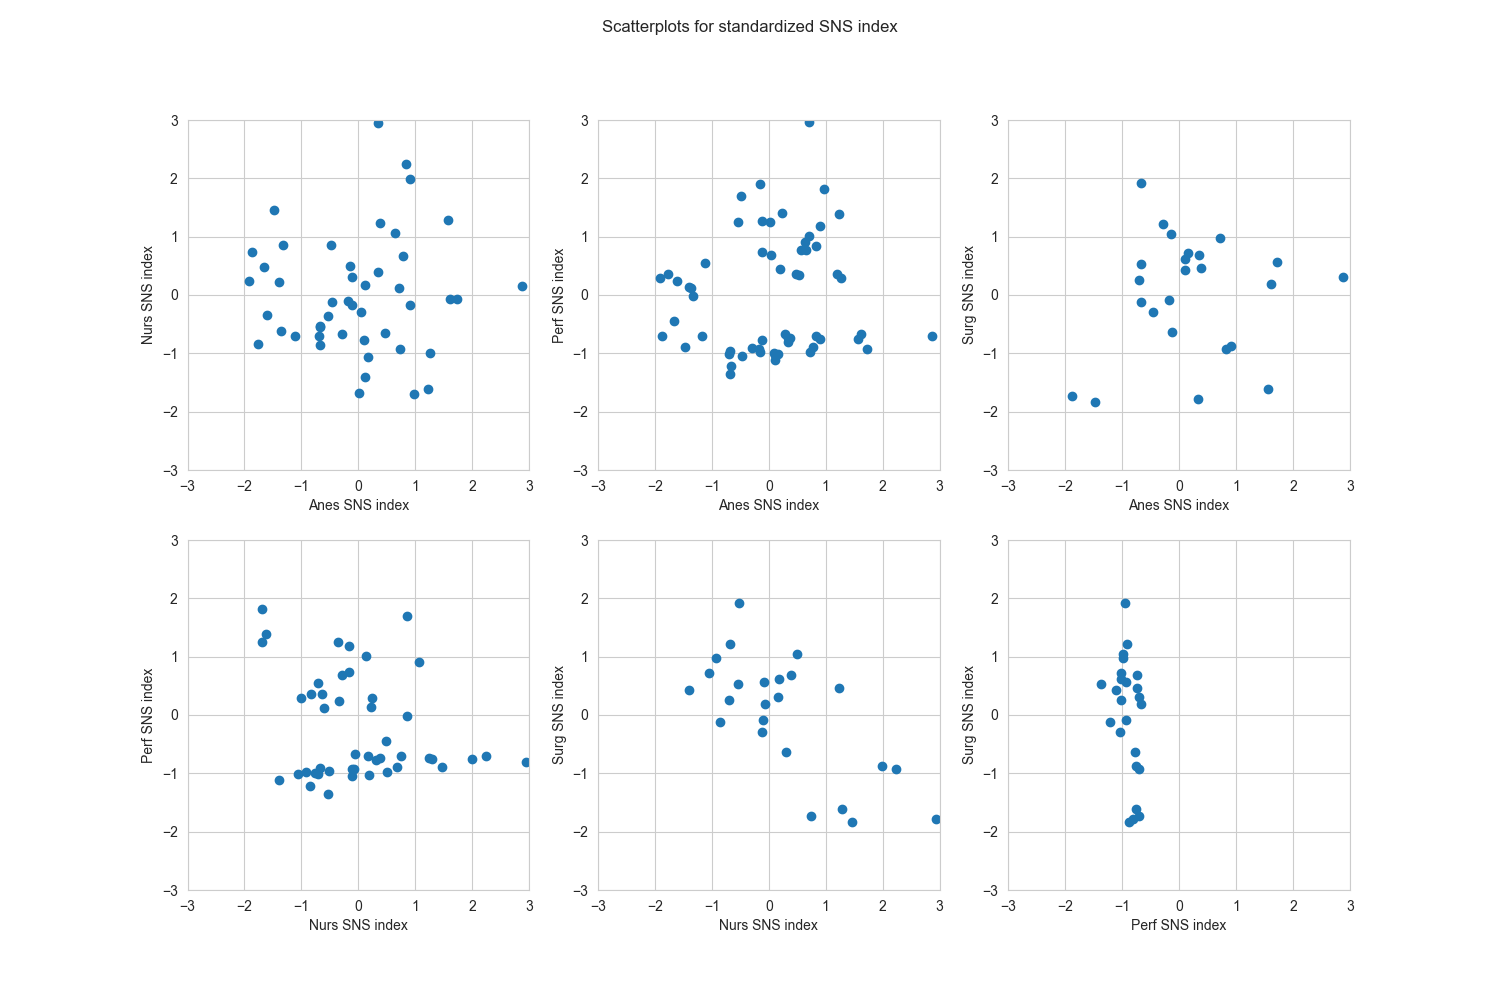 Scatterplots for standardized SNS index
3 3 3
2 2 2
1 1 1
0 0 0
−1 −1 −1
−2 −2 −2
−3 −3 −3
Nurs SNS index Perf SNS index Surg SNS index
−3 −2 −1 0 1 2 3 −3 −2 −1 0 1 2 3 −3 −2 −1 0 1 2 3
Anes SNS index Anes SNS index Anes SNS index
3 3 3
2 2 2
1 1 1
0 0 0
−1 −1 −1
−2 −2 −2
−3 −3 −3
Perf SNS index Surg SNS index Surg SNS index
−3 −2 −1 0 1 2 3 −3 −2 −1 0 1 2 3 −3 −2 −1 0 1 2 3
Nurs SNS index Nurs SNS index Perf SNS index